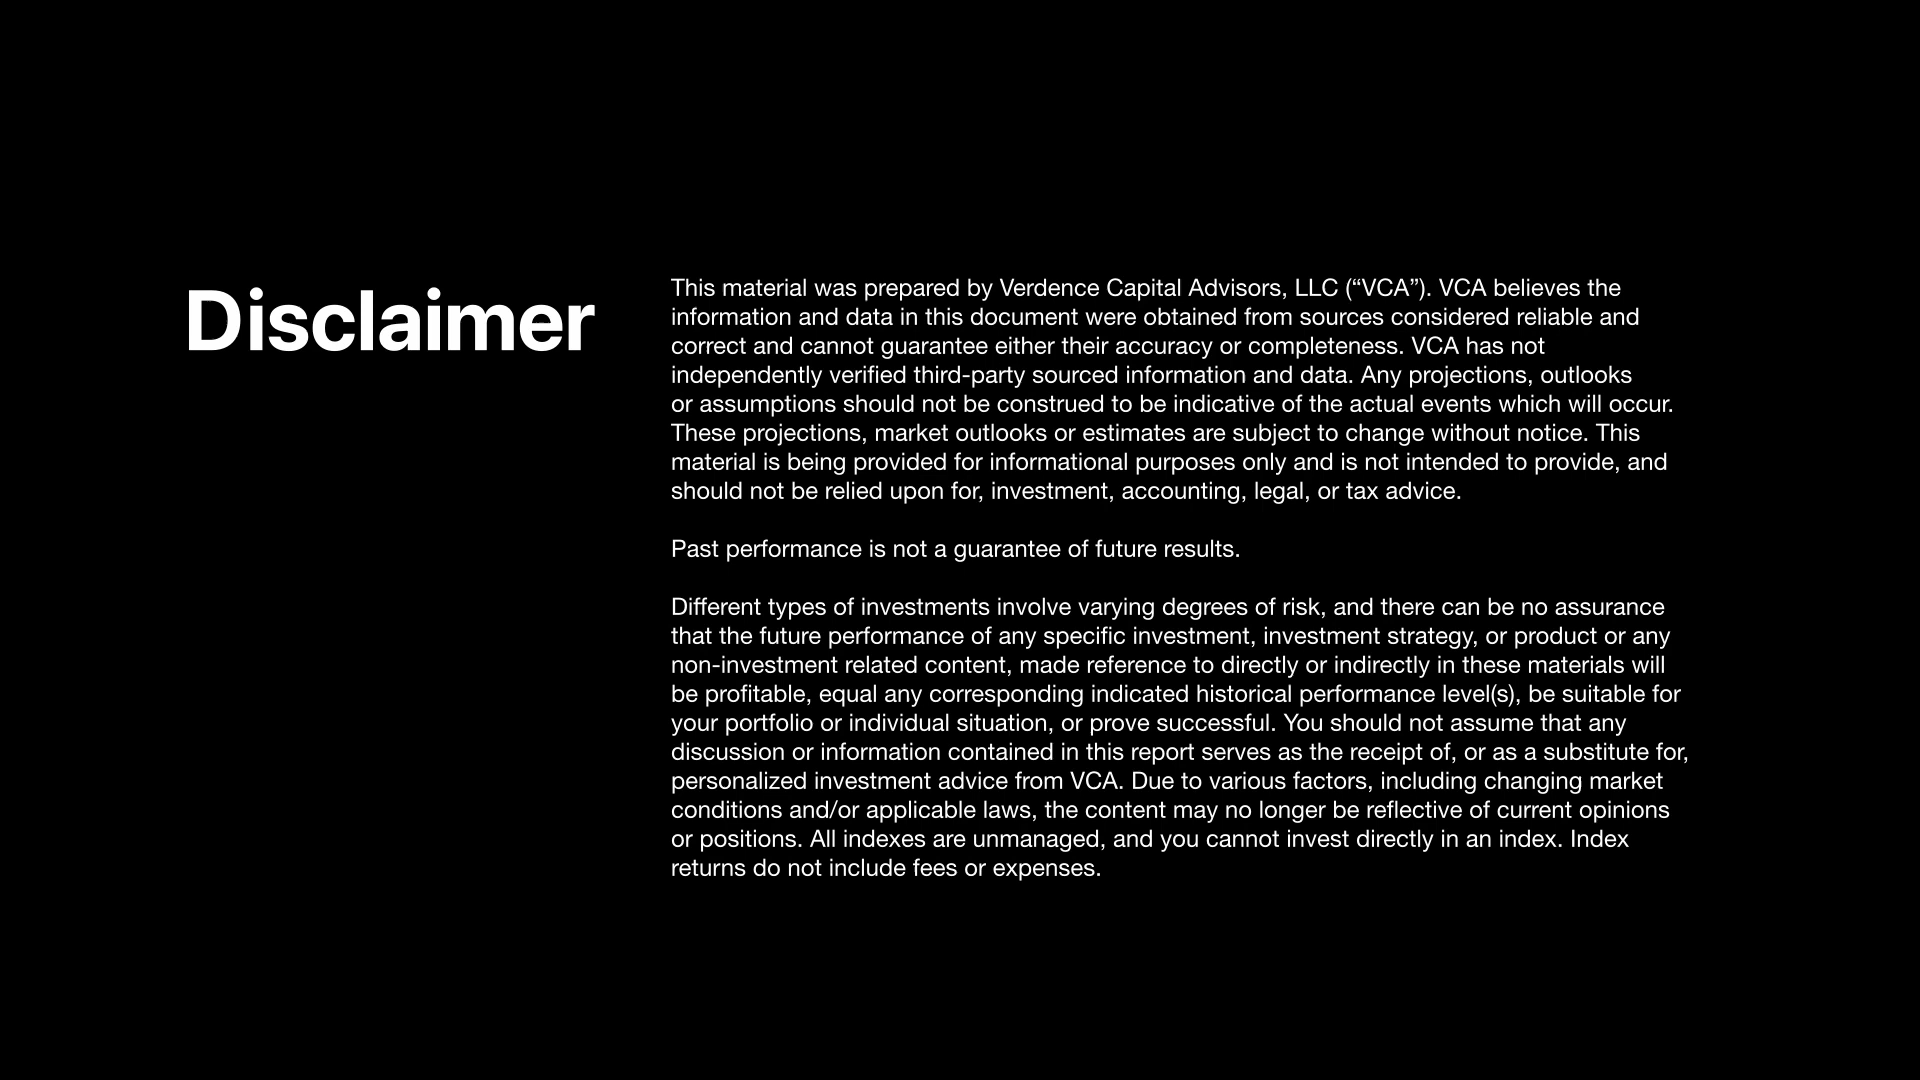 Disclaimer
This material was prepared by Verdence Capital Advisors, LLC (“VCA”). VCA believes the
information and data in this document were obtained from sources considered reliable and
correct and cannot guarantee either their accuracy or completeness. VCA has not
independently verified third-party sourced information and data. Any projections, outlooks
or assumptions should not be construed to be indicative of the actual events which will occur.
These projections, market outlooks or estimates are subject to change without notice. This
material is being provided for informational purposes only and is not intended to provide, and
should not be relied upon for, investment, accounting, legal, or tax advice.
Past performance is not a guarantee of future results.
Different types of investments involve varying degrees of risk, and there can be no assurance
that the future performance of any specific investment, investment strategy, or product or any
non-investment related content, made reference to directly or indirectly in these materials will
be profitable, equal any corresponding indicated historical performance level(s), be suitable for
your portfolio or individual situation, or prove successful. You should not assume that any
discussion or information contained in this report serves as the receipt of, or as a substitute for,
personalized investment advice from VCA. Due to various factors, including changing market
conditions and/or applicable laws, the content may no longer be reflective of current opinions
or positions. All indexes are unmanaged, and you cannot invest directly in an index. Index
returns do not include fees or expenses.